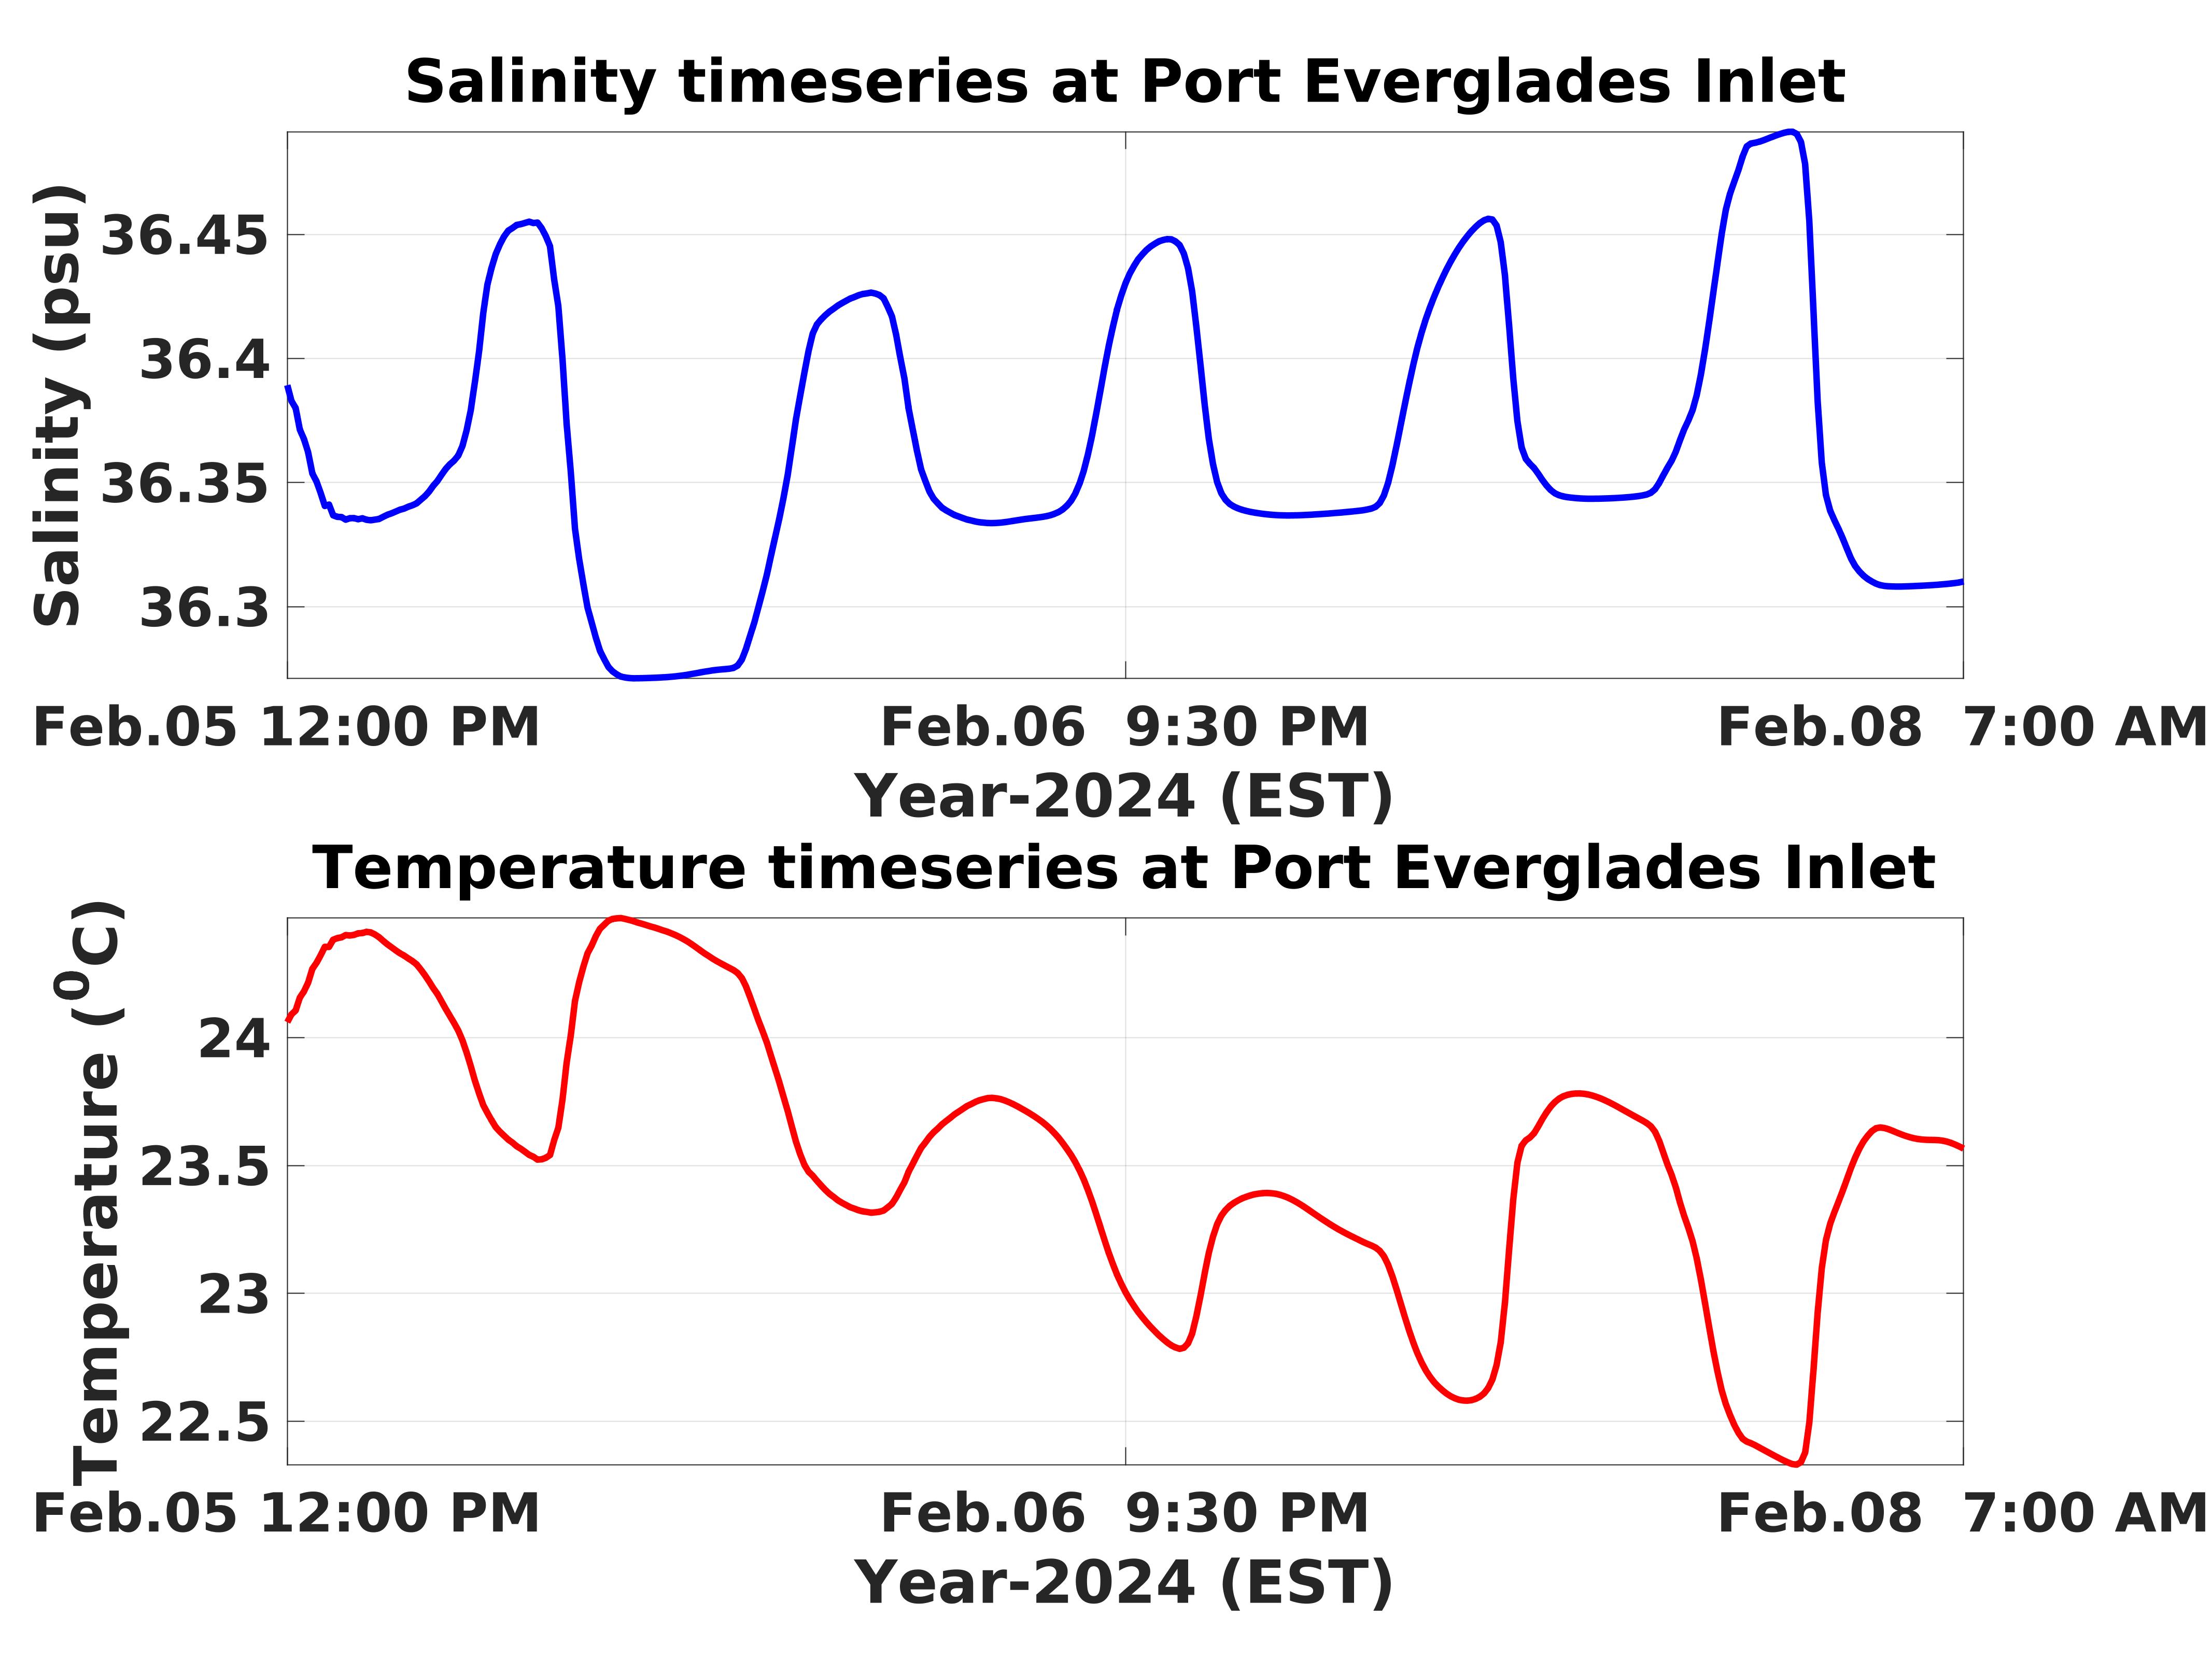 Salinity timeseries at Port Everglades Inlet
Salinity (psu)
36.45
36.4
36.35
36.3
Feb.05 12:00 PM Feb.06  9:30 PM Feb.08  7:00 AM
Year-2024 (EST)
Temperature timeseries at Port Everglades Inlet
Temperature (⁰C)
24
23.5
23
22.5
Feb.05 12:00 PM Feb.06  9:30 PM Feb.08  7:00 AM
Year-2024 (EST)